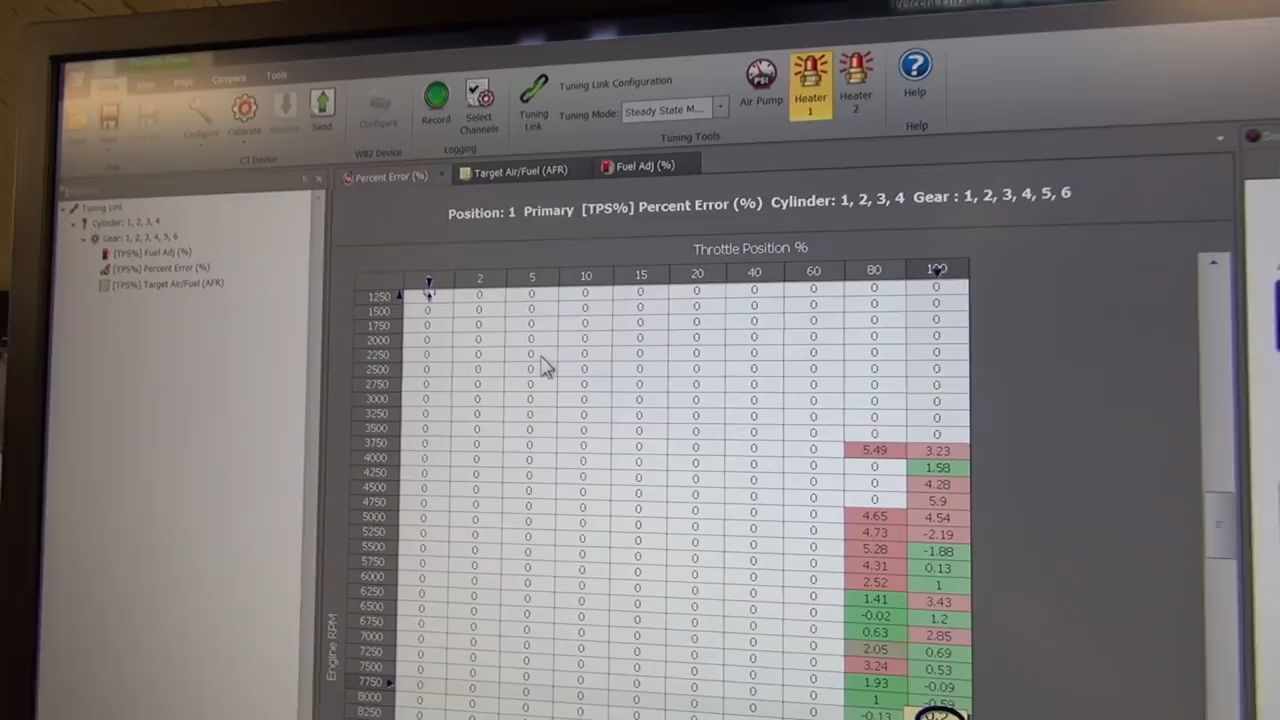 Maps Compare Tools
Configure Calibrate Receive Send
C3 Device
Configure
WB2 Device
Record Select Channels
Logging
Tuning Link
Tuning Link Configuration
Tuning Mode: Steady State M...
Air Pump Heater 1 Heater 2
Tuning Tools
Help
Help
Percent Error (%) Target Air/Fuel (AFR) Fuel Adj (%)
Tuning Link
Cylinder: 1, 2, 3, 4
Gear: 1, 2, 3, 4, 5, 6
[TPS%] Fuel Adj (%)
[TPS%] Percent Error (%)
[TPS%] Target Air/Fuel (AFR)
Position: 1 Primary [TPS%] Percent Error (%) Cylinder: 1, 2, 3, 4 Gear : 1, 2, 3, 4, 5, 6
Throttle Position %
2 5 10 15 20 40 60 80 100
Engine RPM
1250 0 0 0 0 0 0 0 0 0
1500 0 0 0 0 0 0 0 0 0 0
1750 0 0 0 0 0 0 0 0 0 0
2000 0 0 0 0 0 0 0 0 0 0
2250 0 0 0 0 0 0 0 0 0 0
2500 0 0 0 0 0 0 0 0 0 0
2750 0 0 0 0 0 0 0 0 0 0
3000 0 0 0 0 0 0 0 0 0 0
3250 0 0 0 0 0 0 0 0 0 0
3500 0 0 0 0 0 0 0 0 0 0
3750 0 0 0 0 0 0 0 0 5.49 3.23
4000 0 0 0 0 0 0 0 0 0 1.58
4250 0 0 0 0 0 0 0 0 0 4.28
4500 0 0 0 0 0 0 0 0 0 5.9
4750 0 0 0 0 0 0 0 0 4.65 4.54
5000 0 0 0 0 0 0 0 0 4.73 -2.19
5250 0 0 0 0 0 0 0 0 5.28 -1.88
5500 0 0 0 0 0 0 0 0 4.31 0.13
5750 0 0 0 0 0 0 0 0 2.52 1
6000 0 0 0 0 0 0 0 0 1.41 3.43
6250 0 0 0 0 0 0 0 0 -0.02 1.2
6500 0 0 0 0 0 0 0 0 0.63 2.85
6750 0 0 0 0 0 0 0 0 2.05 0.69
7000 0 0 0 0 0 0 0 0 3.24 0.53
7250 0 0 0 0 0 0 0 0 1.93 -0.09
7500 0 0 0 0 0 0 0 0 1 -0.59
7750 0 0 0 0 0 0 0 0 -0.13
8000
8250